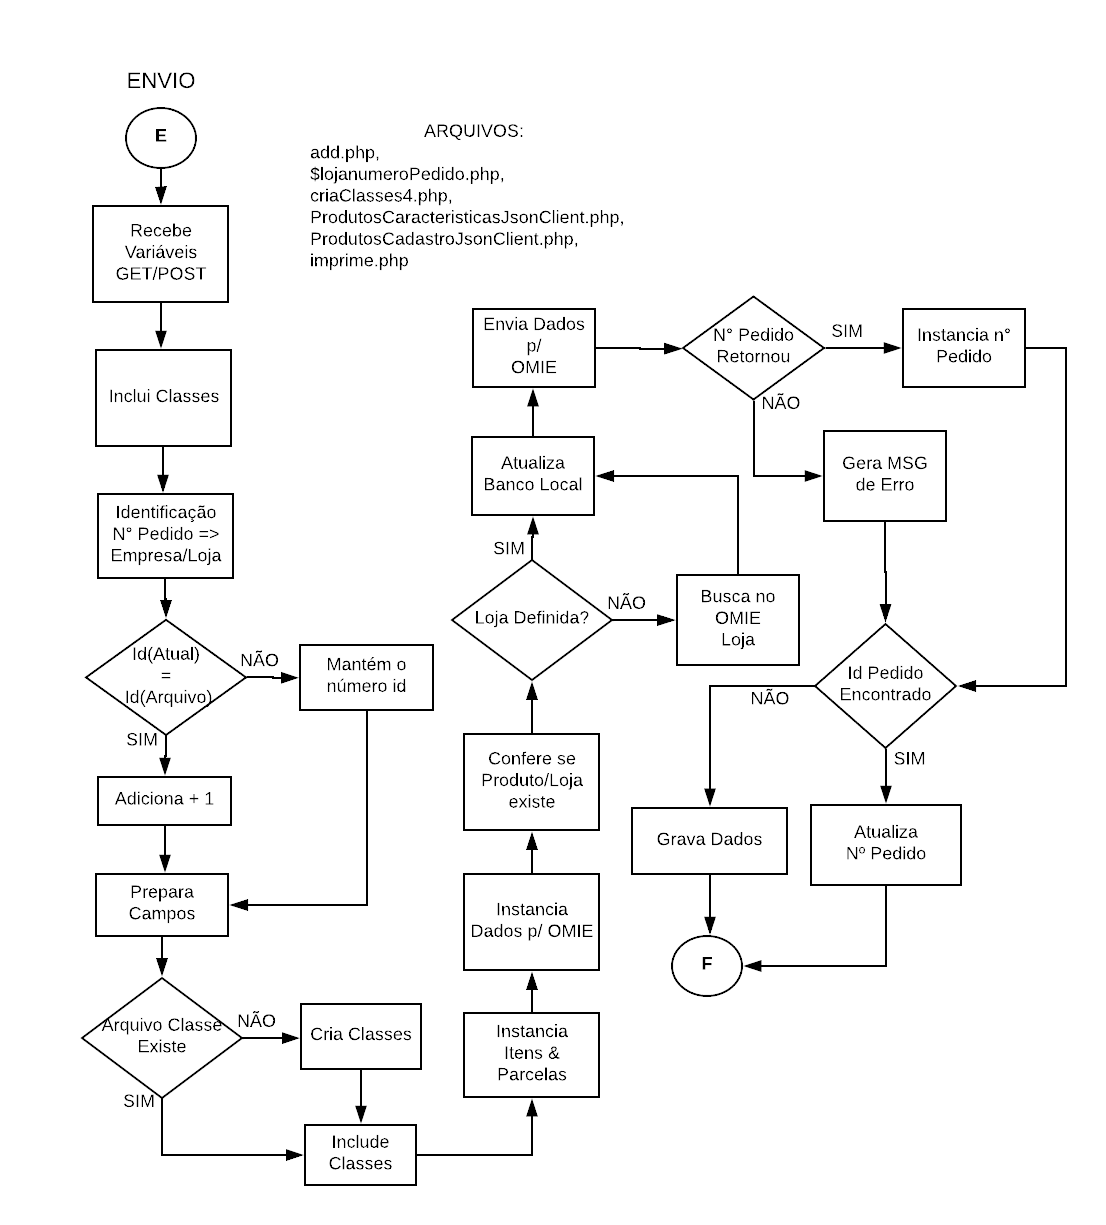 ENVIO
E
ARQUIVOS:
add.php,
$lojanumeroPedido.php,
criaClasses4.php,
ProdutosCaracteristicasJsonClient.php,
ProdutosCadastroJsonClient.php,
imprime.php
Recebe
Variáveis
GET/POST
Inclui Classes
Identificação
N° Pedido =>
Empresa/Loja
Id(Atual)
=
Id(Arquivo)
NÃO
Mantém o
número id
SIM
Adiciona + 1
Prepara
Campos
Arquivo Classe
Existe
NÃO
Cria Classes
SIM
Include
Classes
Instancia
Itens &
Parcelas
Instancia
Dados p/ OMIE
Confere se
Produto/Loja
existe
Loja Definida?
NÃO
Busca no
OMIE
Loja
SIM
Atualiza
Banco Local
Envia Dados
p/
OMIE
N° Pedido
Retornou
SIM
Instancia n°
Pedido
NÃO
Gera MSG
de Erro
Id Pedido
Encontrado
NÃO
Grava Dados
SIM
Atualiza
Nº Pedido
F